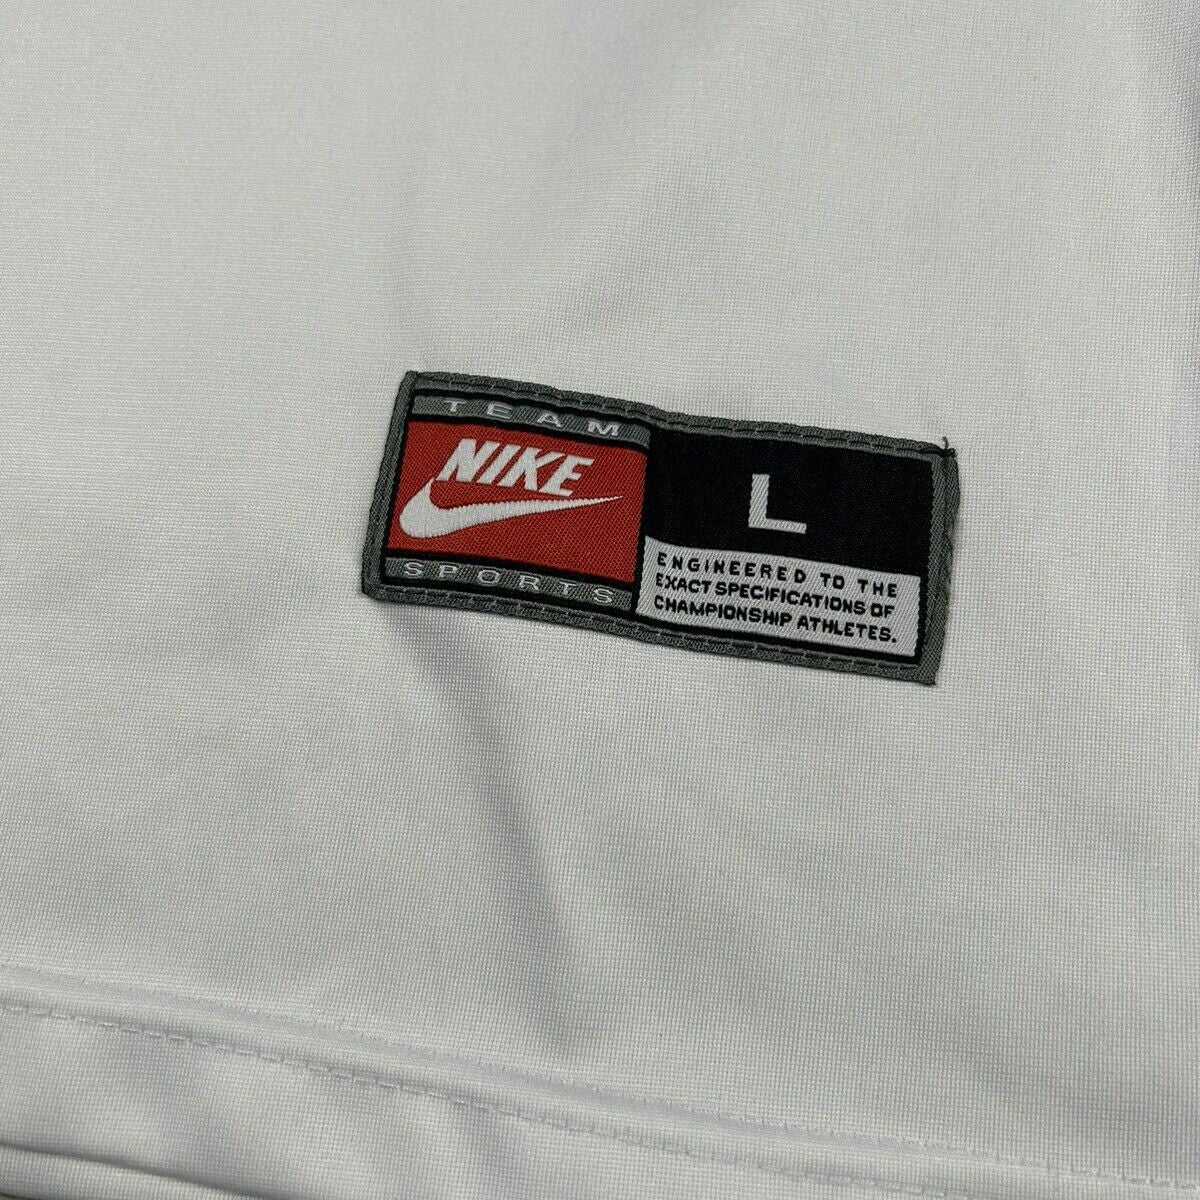 TEAM
NIKE
SPORTS
L
ENGINEERED TO THE
EXACT SPECIFICATIONS OF
CHAMPIONSHIP ATHLETES.